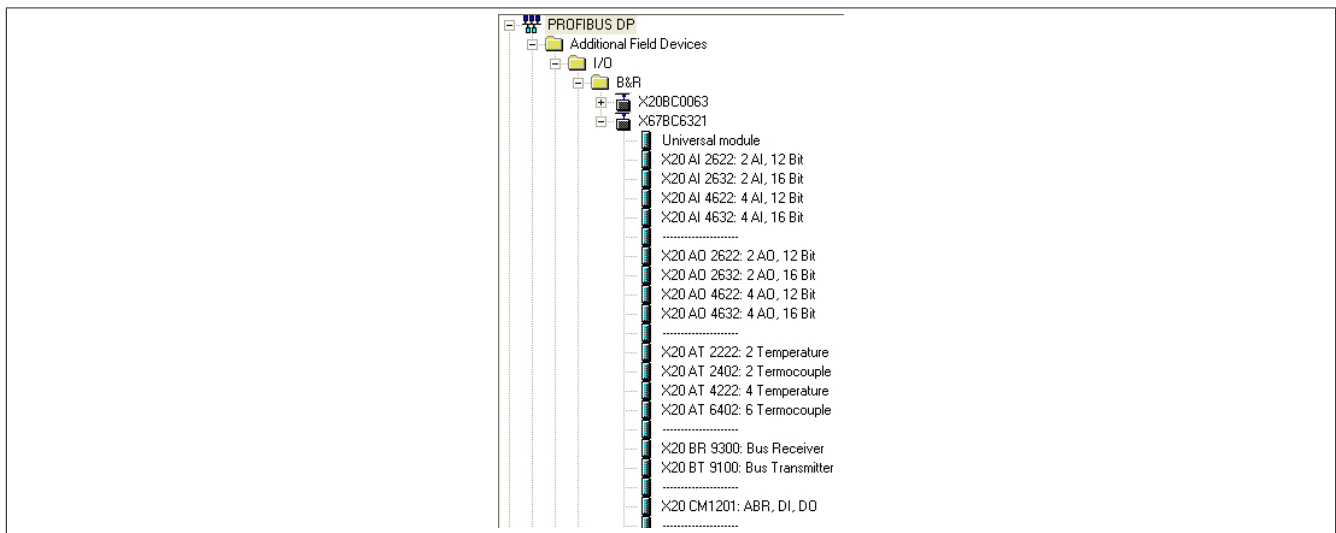 PROFIBUS DP
Additional Field Devices
I/O
B&R
X20BC0063
X67BC6321
Universal module
X20 AI 2622: 2 AI, 12 Bit
X20 AI 2632: 2 AI, 16 Bit
X20 AI 4622: 4 AI, 12 Bit
X20 AI 4632: 4 AI, 16 Bit
--------------------
X20 AO 2622: 2 AO, 12 Bit
X20 AO 2632: 2 AO, 16 Bit
X20 AO 4622: 4 AO, 12 Bit
X20 AO 4632: 4 AO, 16 Bit
--------------------
X20 AT 2222: 2 Temperature
X20 AT 2402: 2 Termocouple
X20 AT 4222: 4 Temperature
X20 AT 6402: 6 Termocouple
--------------------
X20 BR 9300: Bus Receiver
X20 BT 9100: Bus Transmitter
--------------------
X20 CM1201: ABR, DI, DO
--------------------